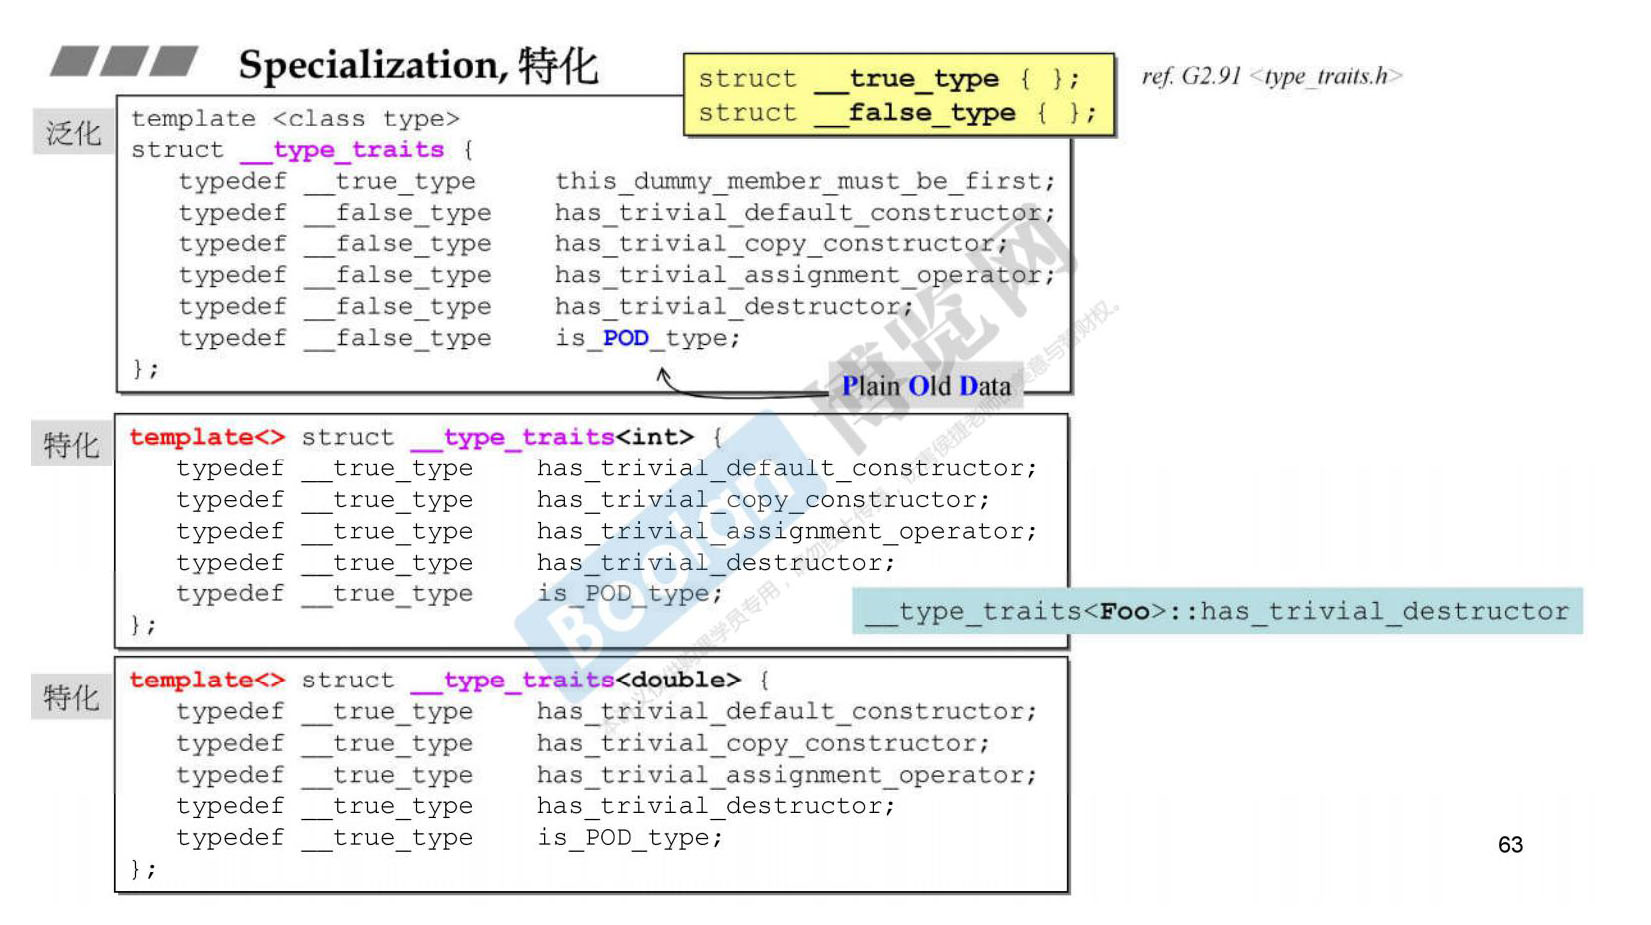 Specialization, 特化
struct __true_type { };
struct __false_type { };
ref. G2.91 <type_traits.h>
泛化
template <class type>
struct __type_traits {
typedef __true_type this_dummy_member_must_be_first;
typedef __false_type has_trivial_default_constructor;
typedef __false_type has_trivial_copy_constructor;
typedef __false_type has_trivial_assignment_operator;
typedef __false_type has_trivial_destructor;
typedef __false_type is_POD_type;
};
Plain Old Data
特化
template<> struct __type_traits<int> {
typedef __true_type has_trivial_default_constructor;
typedef __true_type has_trivial_copy_constructor;
typedef __true_type has_trivial_assignment_operator;
typedef __true_type has_trivial_destructor;
typedef __true_type is_POD_type;
};
__type_traits<Foo>::has_trivial_destructor
特化
template<> struct __type_traits<double> {
typedef __true_type has_trivial_default_constructor;
typedef __true_type has_trivial_copy_constructor;
typedef __true_type has_trivial_assignment_operator;
typedef __true_type has_trivial_destructor;
typedef __true_type is_POD_type;
};
63
Boolan
博览网